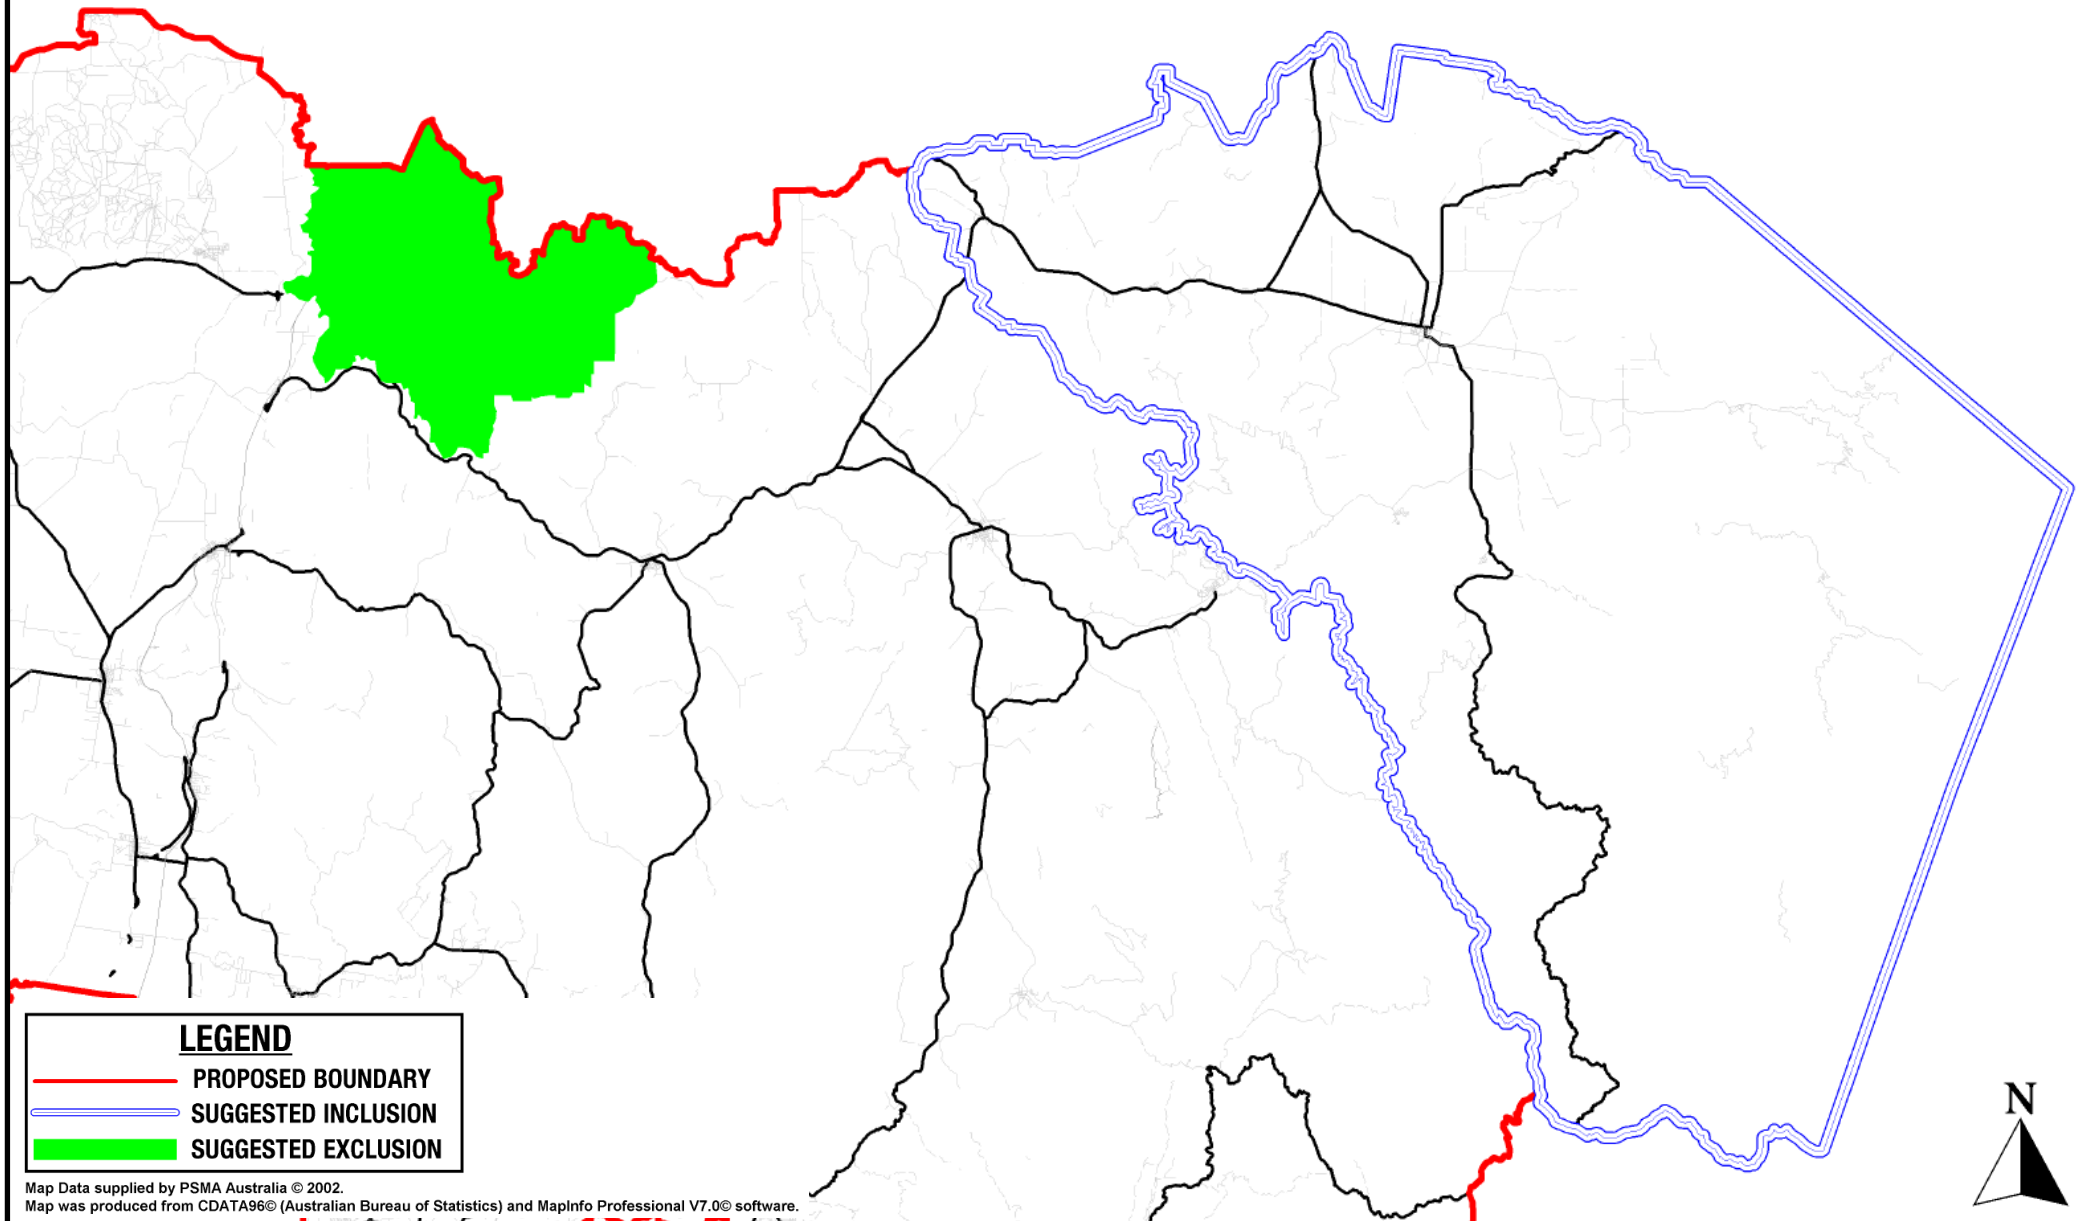 LEGEND
PROPOSED BOUNDARY
SUGGESTED INCLUSION
SUGGESTED EXCLUSION
Map Data supplied by PSMA Australia © 2002.
Map was produced from CDATA96© (Australian Bureau of Statistics) and MapInfo Professional V7.0© software.
N